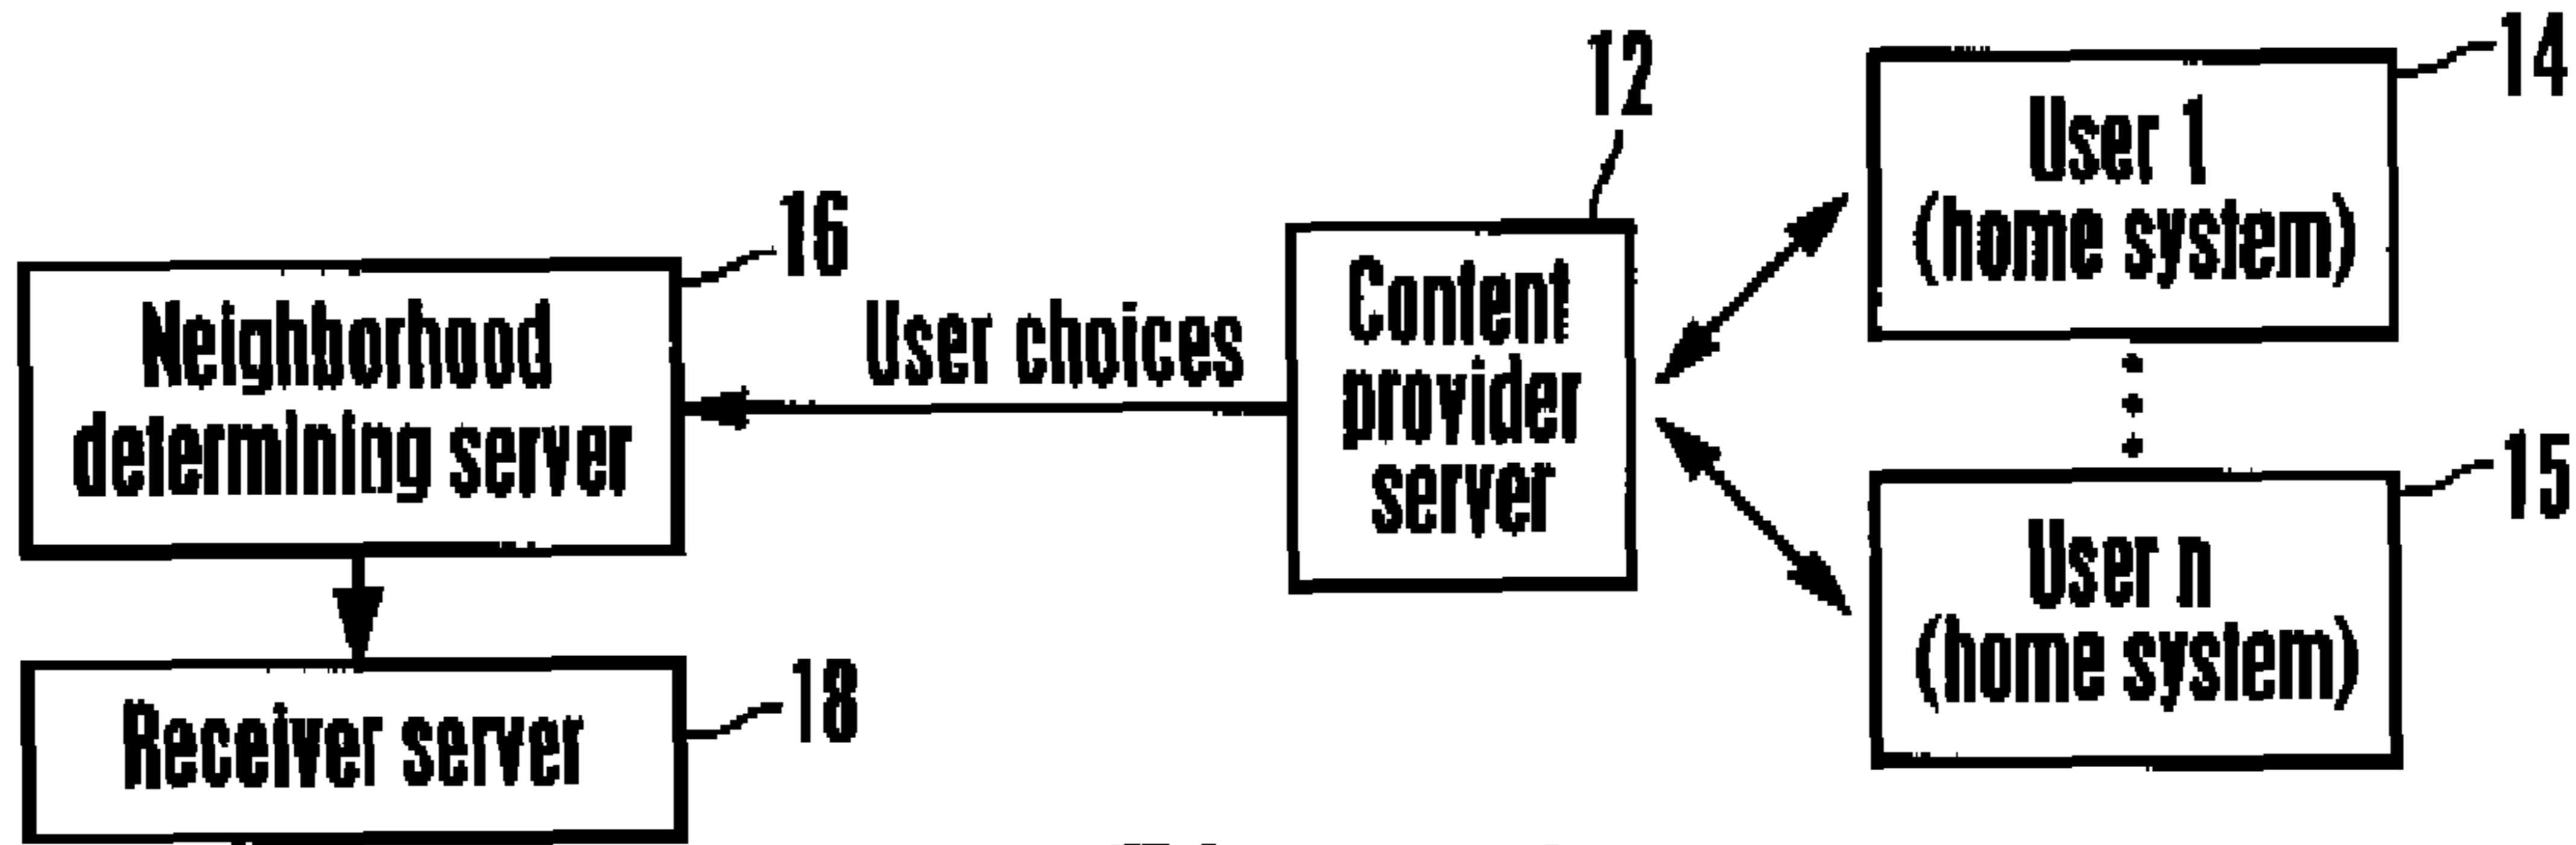 12
14
User 1
(home system)
16
Neighborhood
determining server
User choices
Content
provider
server
15
User n
(home system)
18
Receiver server